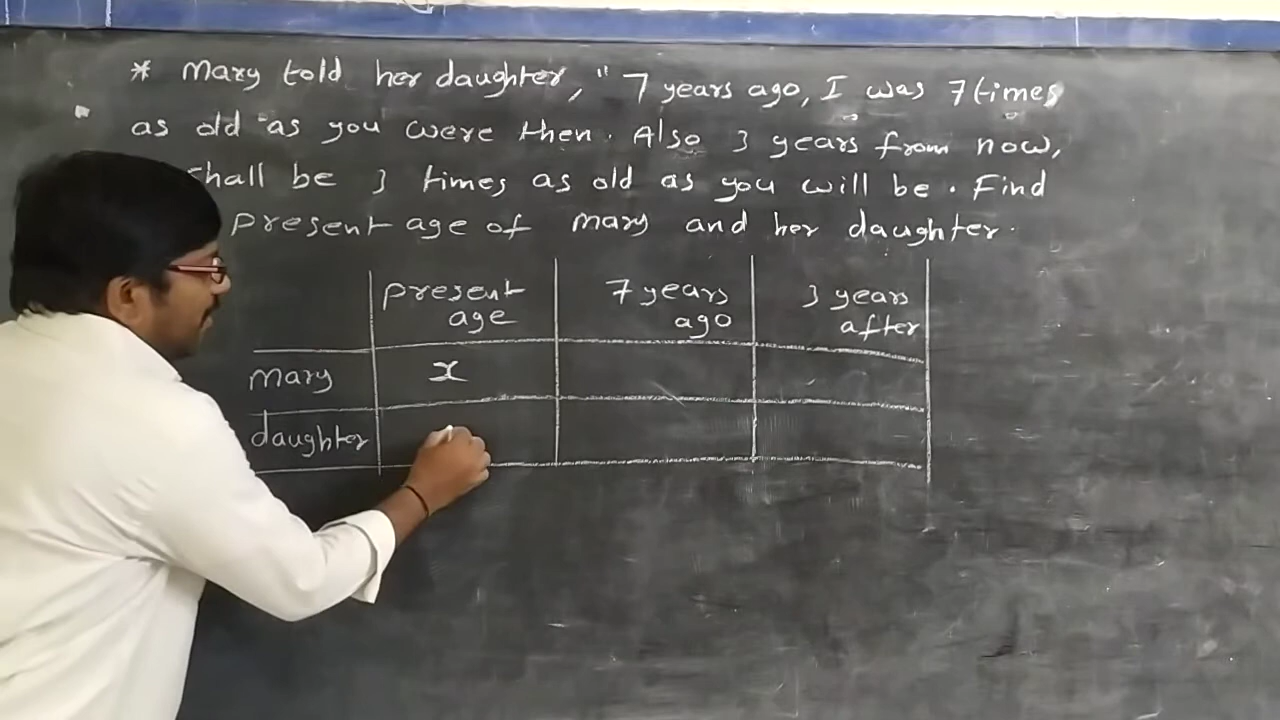 * Mary told her daughter, " 7 years ago, I was 7 times
as old as you were then. Also 3 years from now,
shall be 3 times as old as you will be. Find
present age of Mary and her daughter.
present age
7 years ago
3 years after
Mary x
daughter